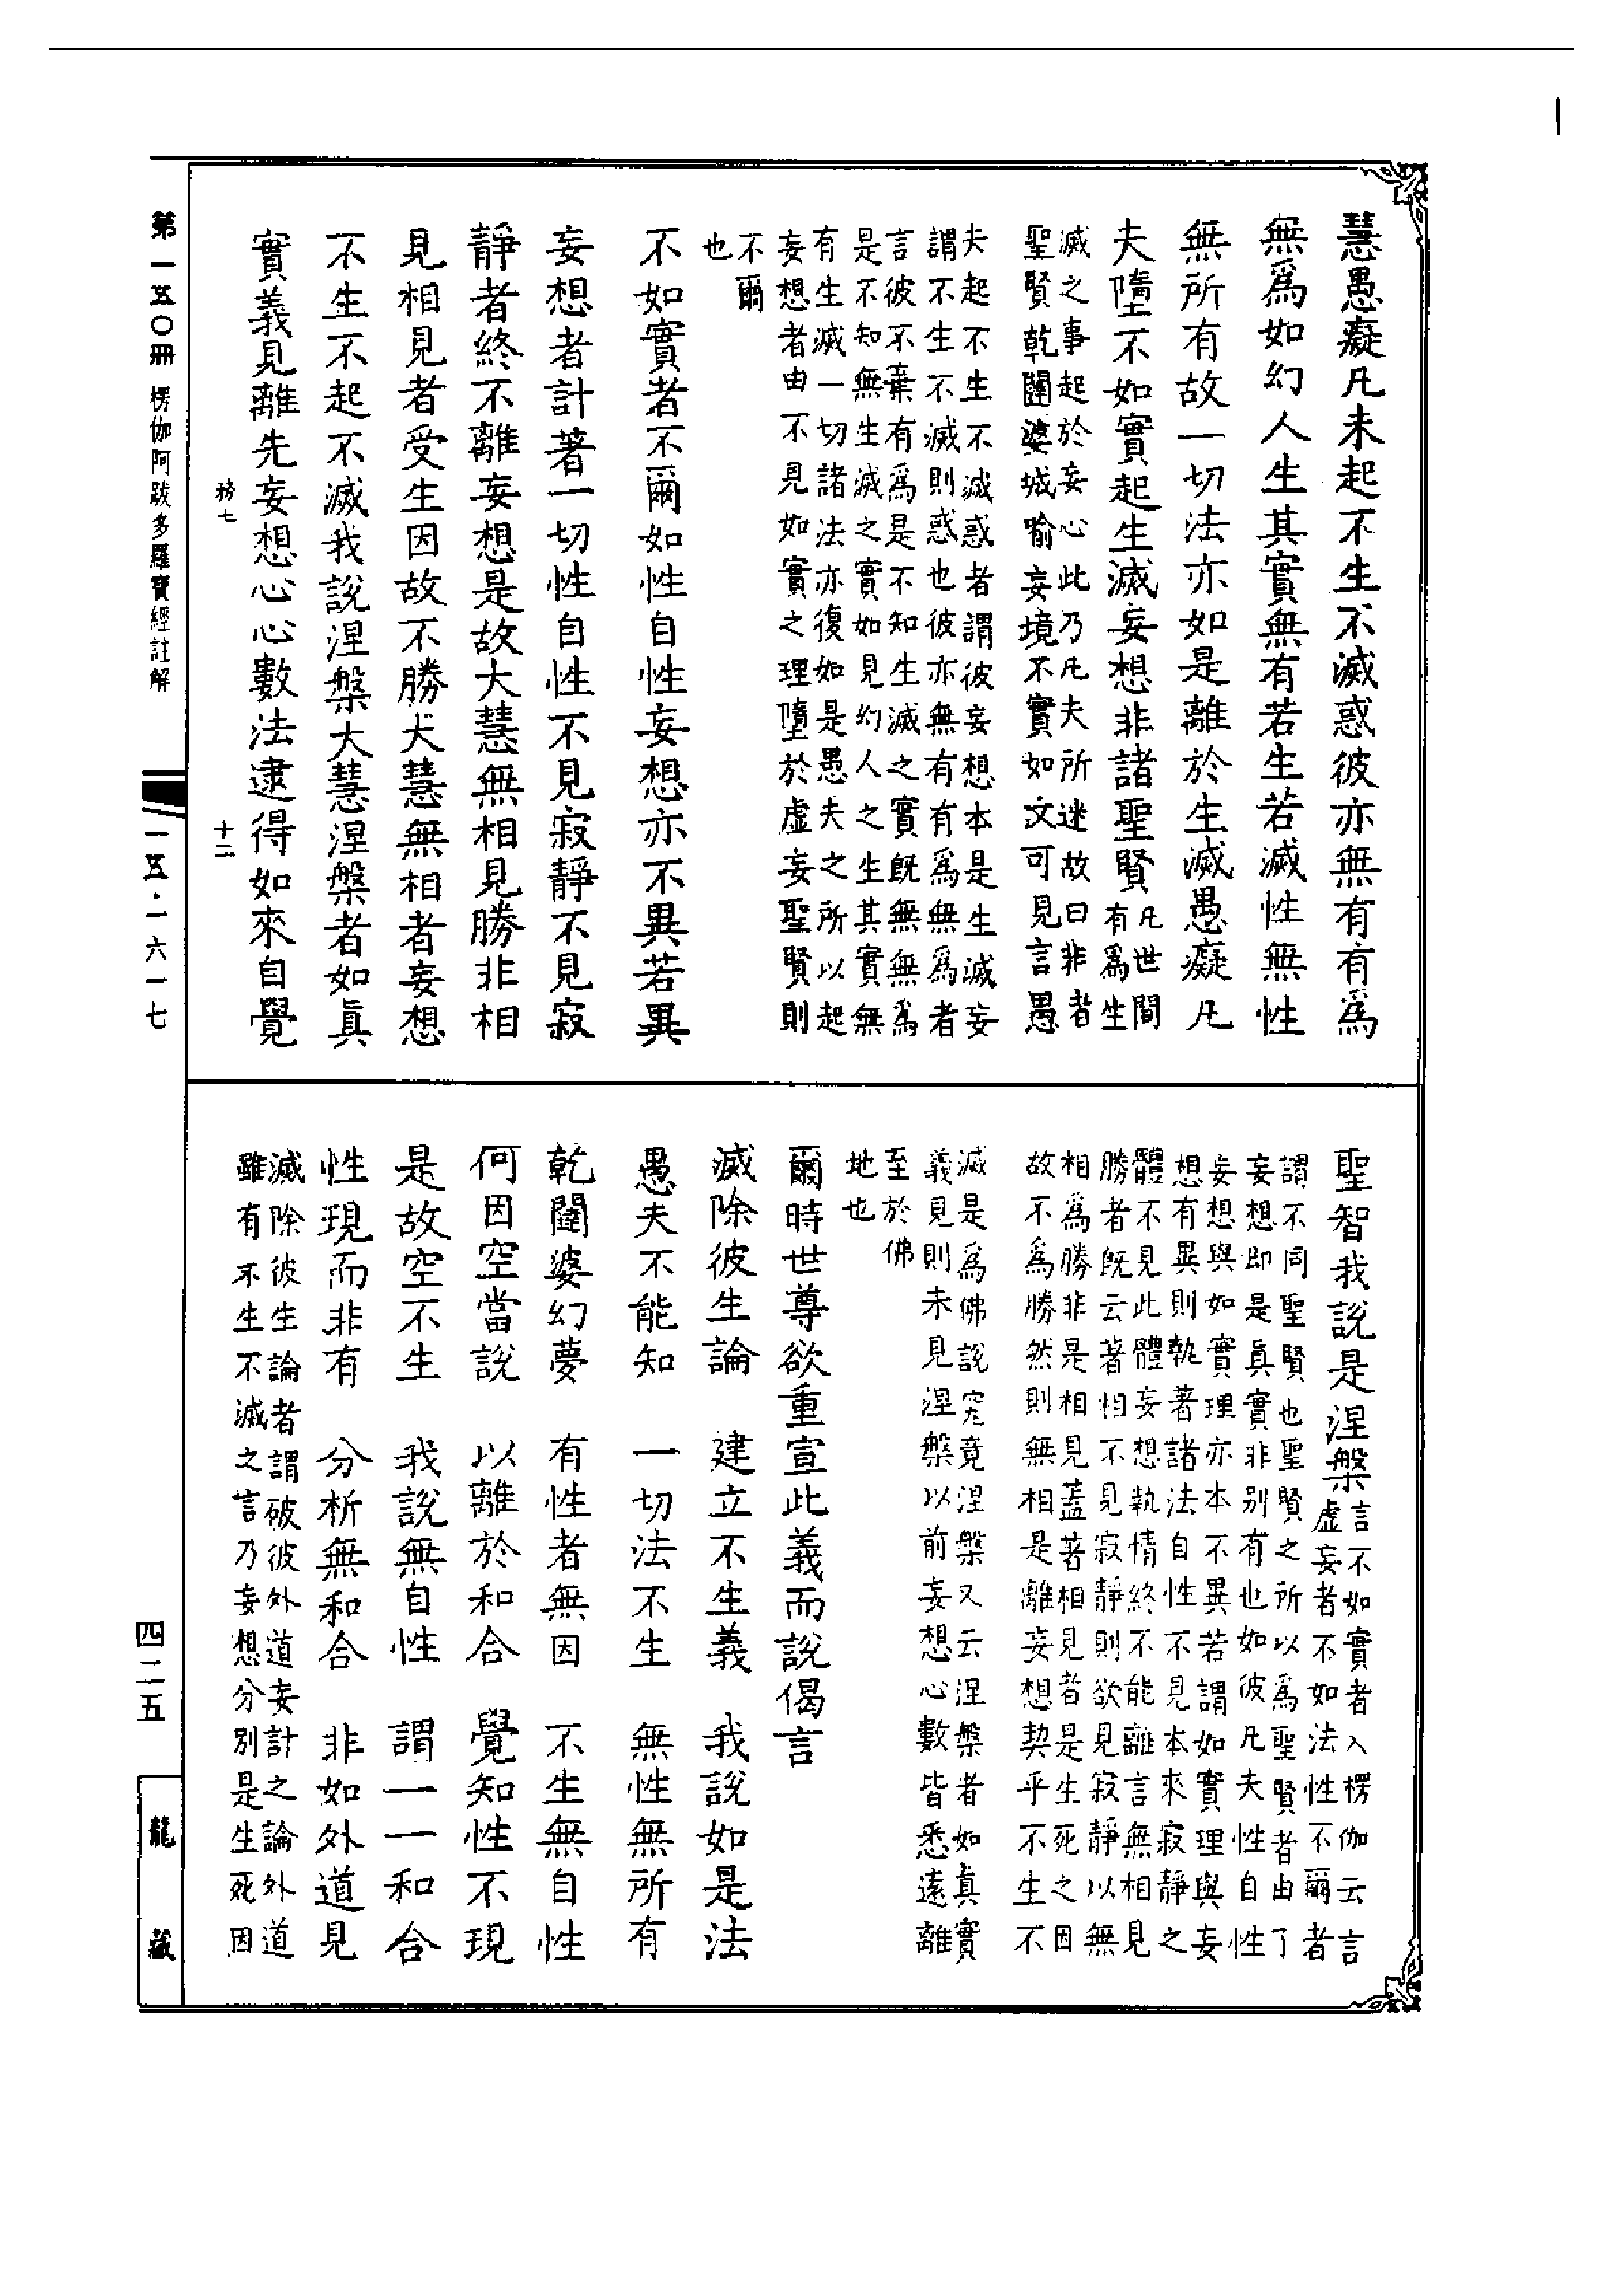 慧愚癡凡夫起不生不滅惑彼亦無有有爲
無爲如幻人生其實無有若生若滅性無性
無所有故一切法亦如是離於生滅愚癡凡
夫墮不如實起生滅妄想非諸聖賢凡世間有爲生
滅之事起於妄心此乃凡夫所迷故曰非者
聖賢乾闥婆城喻妄境不實如文可見言愚
夫起不生不滅惑者謂彼妄想本是生滅妄
謂不生不滅則惑也彼亦無有有爲無爲者
言彼不棄有爲是不知生滅之實既無無爲
是不知無生滅之實如見幻人之生其實無
有生滅一切諸法亦復如是愚夫之所以起
妄想者由不見如實之理墮於虛妄聖賢則
不爾
也
不如實者不爾如性自性妄想亦不異若異
妄想者計著一切性自性不見寂靜不見寂
靜者終不離妄想是故大慧無相見勝非相
見相見者受生因故不勝大慧無相者妄想
不生不起不滅我說涅槃大慧涅槃者如真
實義見離先妄想心心數法逮得如來自覺
務七 十二
聖智我說是涅槃言不如實者入楞伽云言虛妄者不如法性不爾者
謂不同聖賢也聖賢之所以爲聖賢者由了
妄想即是真實非別有也如彼凡夫性自性
妄想與如實理亦本不異若謂如實理與妄
想有異則執著諸法自性不見本來寂靜之
體不見此體妄想執情終不能離言無相見
勝者既云著相不見寂靜則欲見寂靜以無
相爲勝非是相見蓋著相見者是生死之因
故不爲勝然則無相是離妄想契乎不生不
滅是爲佛說究竟涅槃又云涅槃者如真實
義見則未見涅槃以前妄想心數皆悉遠離
至於佛
地也
爾時世尊欲重宣此義而說偈言
滅除彼生論 建立不生義 我說如是法
愚夫不能知 一切法不生 無性無所有
乾闥婆幻夢 有性者無因 不生無自性
何因空當說 以離於和合 覺知性不現
是故空不生 我說無自性 謂一一和合
性現而非有 分析無和合 非如外道見
滅除彼生論者謂破彼外道妄計之論外道
雖有不生不滅之言乃妄想分別是生死因
第一五〇冊 楞伽阿跋多羅寶經註解
一五·一六一七
四二五
龍藏